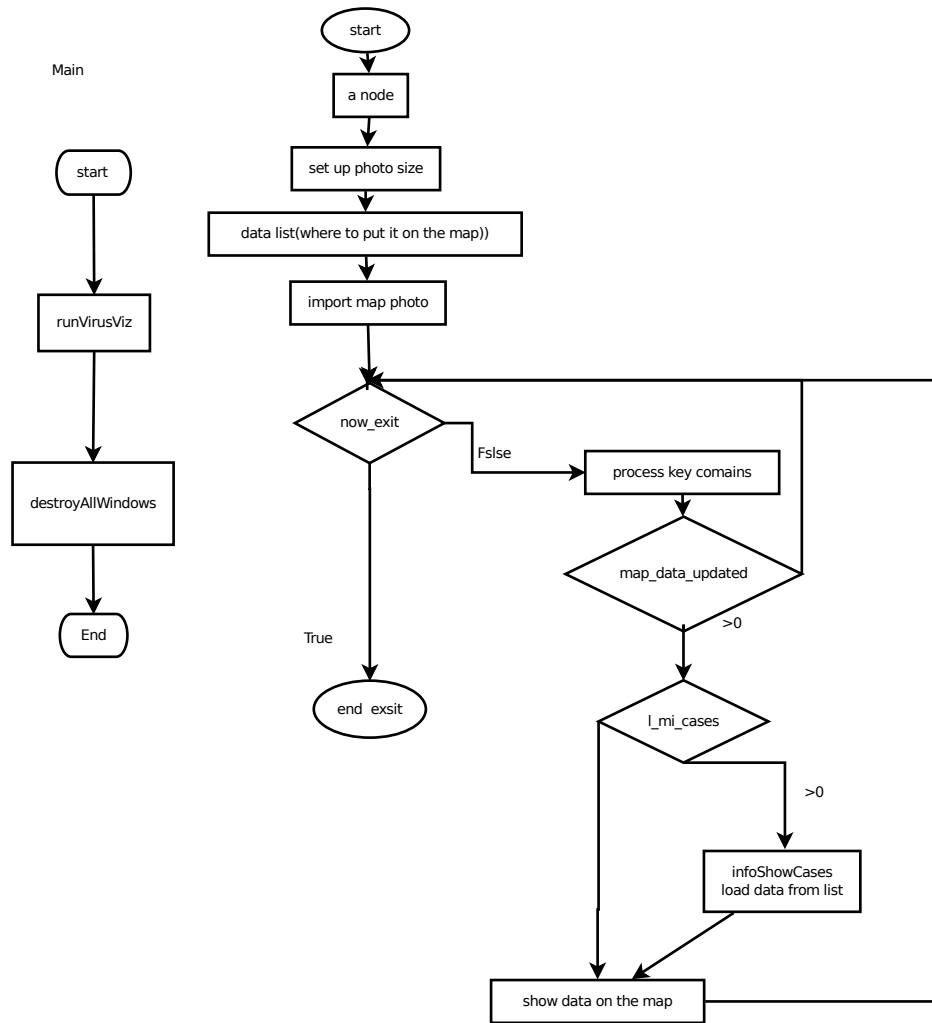 Main
start
runVirusViz
destroyAllWindows
End
start
a node
set up photo size
data list(where to put it on the map))
import map photo
now_exit
Fslse
process key comains
map_data_updated
>0
True
end exsit
l_mi_cases
>0
infoShowCases
load data from list
show data on the map